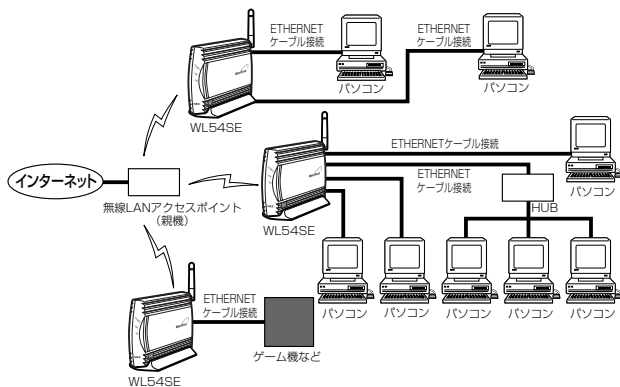 ETHERNET
ケーブル接続
パソコン
ETHERNET
ケーブル接続
パソコン
WL54SE
ETHERNETケーブル接続
パソコン
ETHERNET
ケーブル接続
HUB
インターネット
無線LANアクセスポイント
(親機)
WL54SE
パソコン
パソコン
パソコン
パソコン
パソコン
ETHERNET
ケーブル接続
ゲーム機など
WL54SE